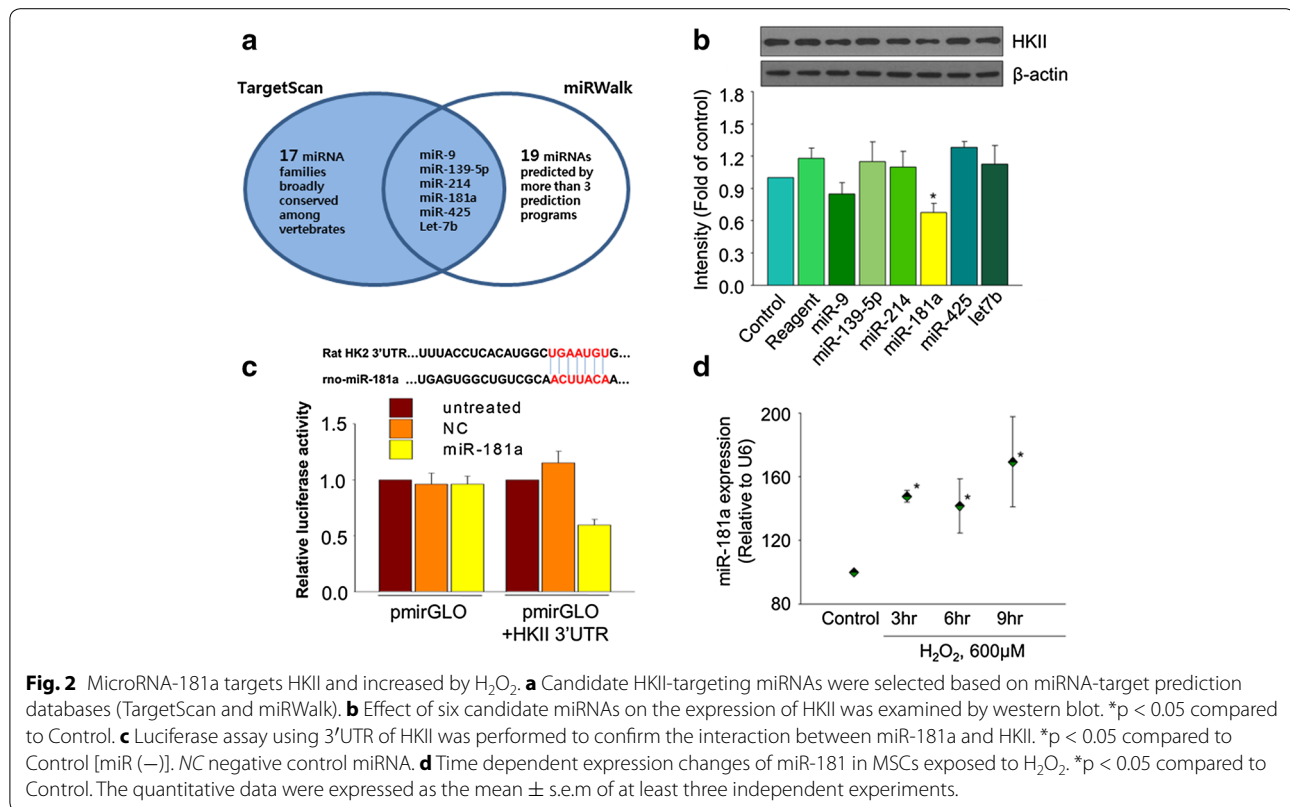 a
TargetScan
miRWalk
17 miRNA
families
broadly
conserved
among
vertebrates
miR-9
miR-139-5p
miR-214
miR-181a
miR-425
Let-7b
19 miRNAs
predicted by
more than 3
prediction
programs
b
HKII
β-actin
Intensity (Fold of control)
1.8
1.5
1.2
0.9
0.6
0.3
0.0
*
Control
Reagent
miR-9
miR-139-5p
miR-214
miR-181a
miR-425
let7b
c
Rat HK2 3'UTR...UUUACCUCACAUGGCUGAAUGUG...
rno-miR-181a ...UGAGUGGCUGUCGCAACUUACAA...
untreated
NC
miR-181a
Relative luciferase activity
1.5
1.0
0.5
0.0
pmirGLO
pmirGLO
+HKII 3'UTR
d
miR-181a expression
(Relative to U6)
200
160
120
80
*
*
*
Control
3hr
6hr
9hr
H₂O₂, 600µM
Fig. 2 MicroRNA-181a targets HKII and increased by H₂O₂. a Candidate HKII-targeting miRNAs were selected based on miRNA-target prediction
databases (TargetScan and miRWalk). b Effect of six candidate miRNAs on the expression of HKII was examined by western blot. *p < 0.05 compared
to Control. c Luciferase assay using 3′UTR of HKII was performed to confirm the interaction between miR-181a and HKII. *p < 0.05 compared to
Control [miR (−)]. NC negative control miRNA. d Time dependent expression changes of miR-181 in MSCs exposed to H₂O₂. *p < 0.05 compared to
Control. The quantitative data were expressed as the mean ± s.e.m of at least three independent experiments.